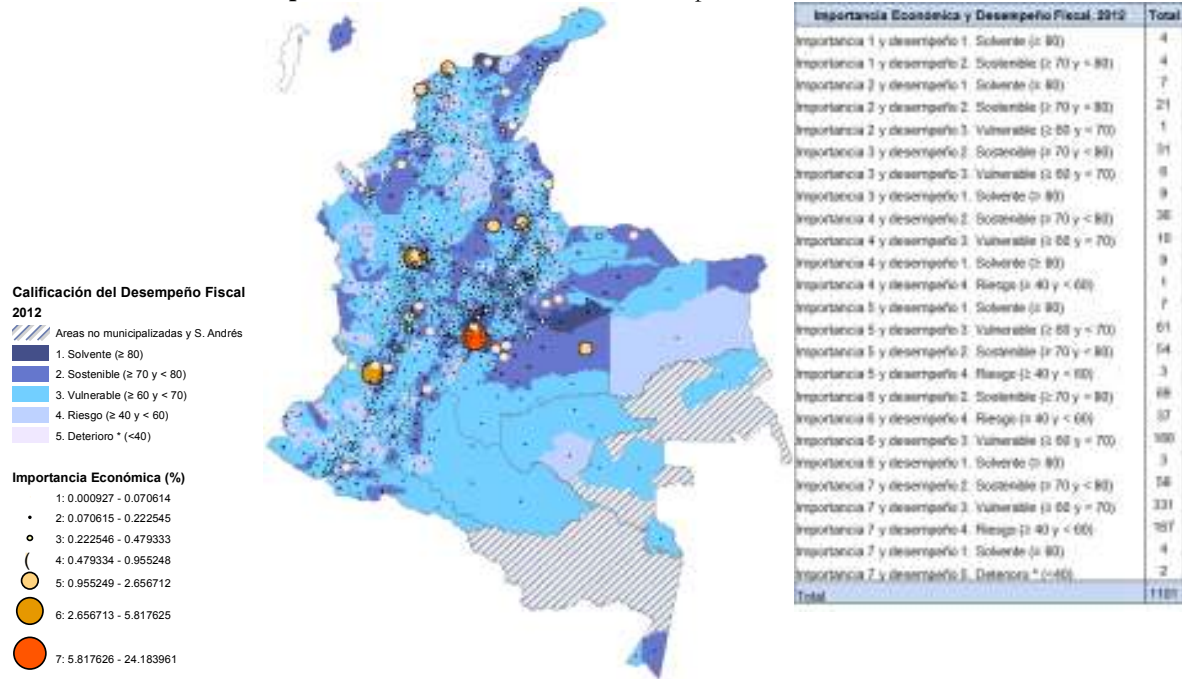 Calificación del Desempeño Fiscal
2012
Areas no municipalizadas y S. Andrés
1. Solvente (≥ 80)
2. Sostenible (≥ 70 y < 80)
3. Vulnerable (≥ 60 y < 70)
4. Riesgo (≥ 40 y < 60)
5. Deterioro * (<40)
Importancia Económica (%)
1: 0.000927 - 0.070614
2: 0.070615 - 0.222545
3: 0.222546 - 0.479333
4: 0.479334 - 0.955248
5: 0.955249 - 2.656712
6: 2.656713 - 5.817625
7: 5.817626 - 24.183961
Importancia Económica y Desempeño Fiscal, 2012 Total
Importancia 1 y desempeño 1. Solvente (≥ 80) 4
Importancia 1 y desempeño 2. Sostenible (≥ 70 y < 80) 4
Importancia 2 y desempeño 1. Solvente (≥ 80) 7
Importancia 2 y desempeño 2. Sostenible (≥ 70 y < 80) 21
Importancia 2 y desempeño 3. Vulnerable (≥ 60 y < 70) 1
Importancia 3 y desempeño 2. Sostenible (≥ 70 y < 80) 31
Importancia 3 y desempeño 3. Vulnerable (≥ 60 y < 70)
Importancia 3 y desempeño 1. Solvente (≥ 80) 9
Importancia 4 y desempeño 2. Sostenible (≥ 70 y < 80)
Importancia 4 y desempeño 3. Vulnerable (≥ 60 y < 70) 10
Importancia 4 y desempeño 1. Solvente (≥ 80) 9
Importancia 4 y desempeño 4. Riesgo (≥ 40 y < 60) 1
Importancia 5 y desempeño 1. Solvente (≥ 80) 7
Importancia 5 y desempeño 3. Vulnerable (≥ 60 y < 70) 61
Importancia 5 y desempeño 2. Sostenible (≥ 70 y < 80) 54
Importancia 5 y desempeño 4. Riesgo (≥ 40 y < 60) 3
Importancia 6 y desempeño 2. Sostenible (≥ 70 y < 80)
Importancia 6 y desempeño 4. Riesgo (≥ 40 y < 60) 37
Importancia 6 y desempeño 3. Vulnerable (≥ 60 y < 70)
Importancia 6 y desempeño 1. Solvente (≥ 80) 3
Importancia 7 y desempeño 2. Sostenible (≥ 70 y < 80)
Importancia 7 y desempeño 3. Vulnerable (≥ 60 y < 70) 331
Importancia 7 y desempeño 4. Riesgo (≥ 40 y < 60)
Importancia 7 y desempeño 1. Solvente (≥ 80) 4
Importancia 7 y desempeño 5. Deterioro * (<40) 2
Total 1101